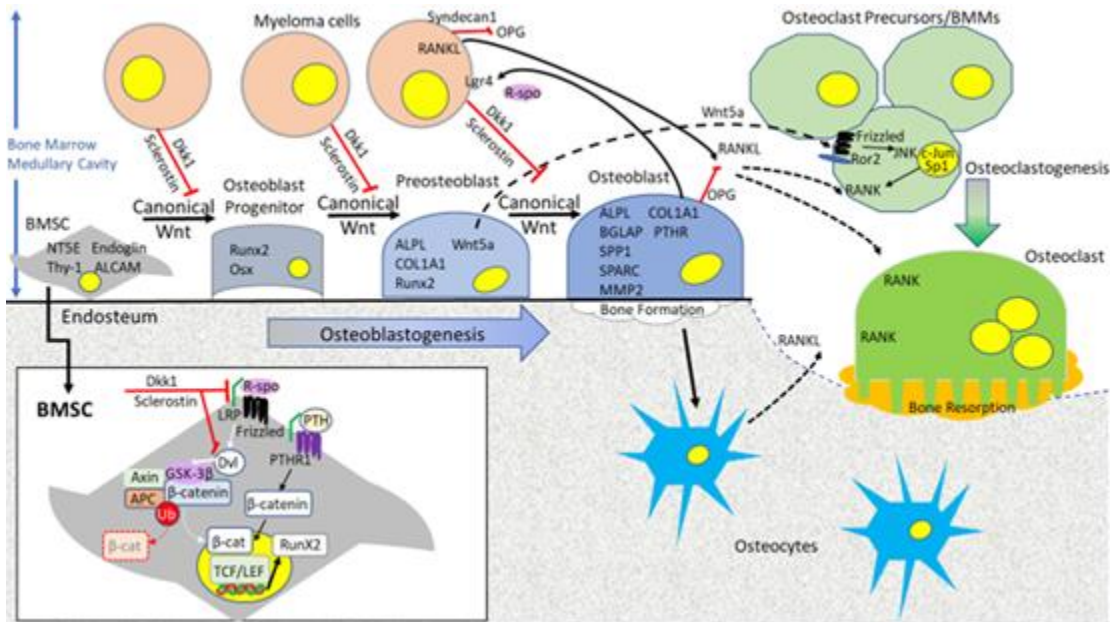 Myeloma cells
Syndecan1
OPG
RANKL
Lgr4
R-spo
Osteoclast Precursors/BMMs
Wnt5a
Frizzled
Ror2
JNK
c-Jun
Sp1
RANK
Osteoclastogenesis
Bone Marrow
Medullary Cavity
Dkk1
Sclerostin
Dkk1
Sclerostin
Dkk1
Sclerostin
RANKL
OPG
BMSC
NT5E Endoglin
Thy-1 ALCAM
Canonical
Wnt
Osteoblast
Progenitor
Runx2
Osx
Canonical
Wnt
Preosteoblast
ALPL Wnt5a
COL1A1
Runx2
Canonical
Wnt
Osteoblast
ALPL COL1A1
BGLAP PTHR
SPP1
SPARC
MMP2
Bone Formation
Osteoclast
RANK
RANK
RANKL
Bone Resorption
Endosteum
Osteoblastogenesis
BMSC
Dkk1
Sclerostin
R-spo
LRP
Frizzled
PTH
PTHR1
Dvl
Axin
GSK-3β
APC
β-catenin
Ub
β-cat
β-catenin
β-cat
RunX2
TCF/LEF
Osteocytes